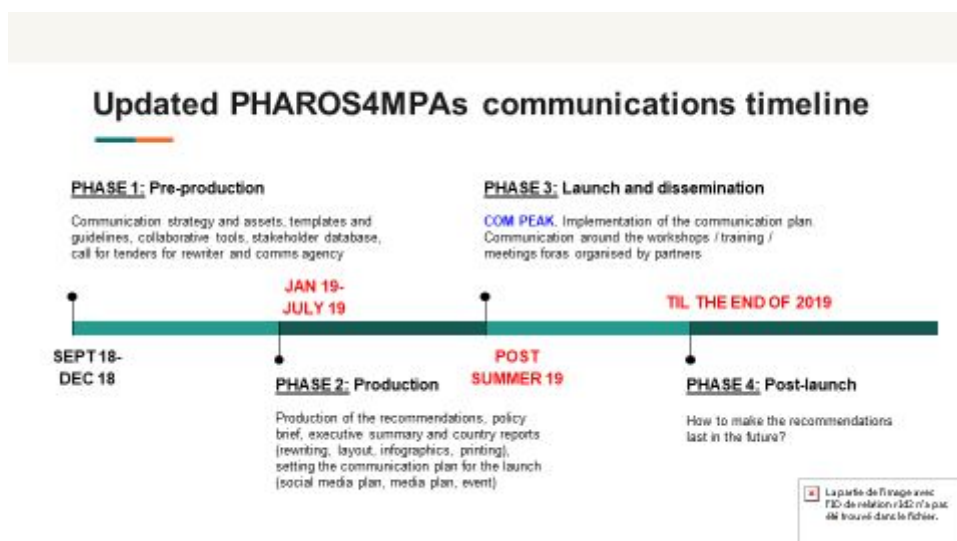 Updated PHAROS4MPAs communications timeline
PHASE 1: Pre-production
Communication strategy and assets, templates and
guidelines, collaborative tools, stakeholder database,
call for tenders for rewriter and comms agency
PHASE 3: Launch and dissemination
COM PEAK. Implementation of the communication plan
Communication around the workshops / training /
meetings foras organised by partners
JAN 19-
JULY 19
TIL THE END OF 2019
SEPT 18-
DEC 18
POST
SUMMER 19
PHASE 2: Production
Production of the recommendations, policy
brief, executive summary and country reports
(rewriting, layout, infographics, printing),
setting the communication plan for the launch
(social media plan, media plan, event)
PHASE 4: Post-launch
How to make the recommendations
last in the future?
La partie de l'image avec
l'ID de relation rId2 n'a pas
été trouvé dans le fichier.